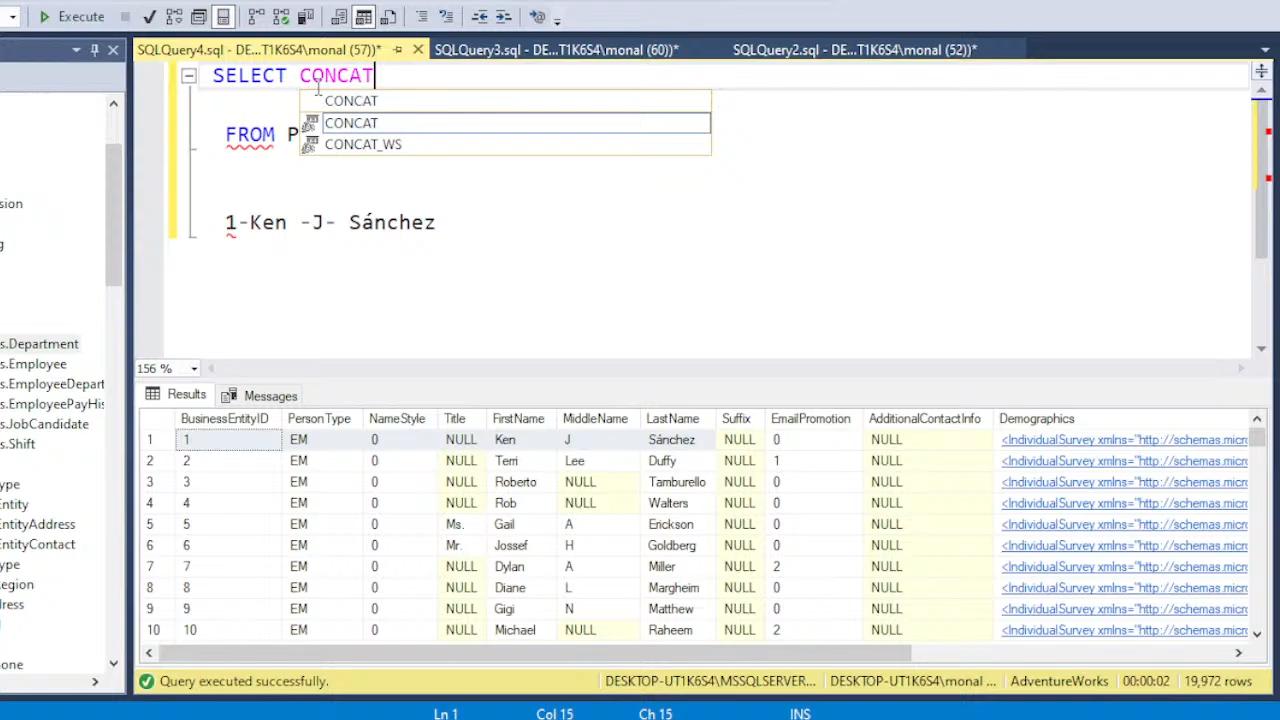 Execute
SQLQuery4.sql - DE...T1K6S4\monal (57))*
SQLQuery3.sql - DE...T1K6S4\monal (60))*
SQLQuery2.sql - DE...T1K6S4\monal (52))*
SELECT CONCAT
CONCAT
CONCAT
CONCAT_WS
FROM P
1-Ken -J- Sánchez
sion
g
s.Department
s.Employee
s.EmployeeDepart
s.EmployeePayHis
s.JobCandidate
s.Shift
ype
Entity
EntityAddress
EntityContact
ype
egion
ress
one
156 %
Results Messages
BusinessEntityID PersonType NameStyle Title FirstName MiddleName LastName Suffix EmailPromotion AdditionalContactInfo Demographics
1 1 EM 0 NULL Ken J Sánchez NULL 0 NULL <IndividualSurvey xmlns="http://schemas.micr
2 2 EM 0 NULL Terri Lee Duffy NULL 1 NULL <IndividualSurvey xmlns="http://schemas.micr
3 3 EM 0 NULL Roberto NULL Tamburello NULL 0 NULL <IndividualSurvey xmlns="http://schemas.micr
4 4 EM 0 NULL Rob NULL Walters NULL 0 NULL <IndividualSurvey xmlns="http://schemas.micr
5 5 EM 0 Ms. Gail A Erickson NULL 0 NULL <IndividualSurvey xmlns="http://schemas.micr
6 6 EM 0 Mr. Jossef H Goldberg NULL 0 NULL <IndividualSurvey xmlns="http://schemas.micr
7 7 EM 0 NULL Dylan A Miller NULL 2 NULL <IndividualSurvey xmlns="http://schemas.micr
8 8 EM 0 NULL Diane L Margheim NULL 0 NULL <IndividualSurvey xmlns="http://schemas.micr
9 9 EM 0 NULL Gigi N Matthew NULL 0 NULL <IndividualSurvey xmlns="http://schemas.micr
10 10 EM 0 NULL Michael NULL Raheem NULL 2 NULL <IndividualSurvey xmlns="http://schemas.micr
Query executed successfully. DESKTOP-UT1K6S4\MSSQLSERVER... DESKTOP-UT1K6S4\monal ... AdventureWorks 00:00:02 19,972 rows
Ln 1 Col 15 Ch 15 INS